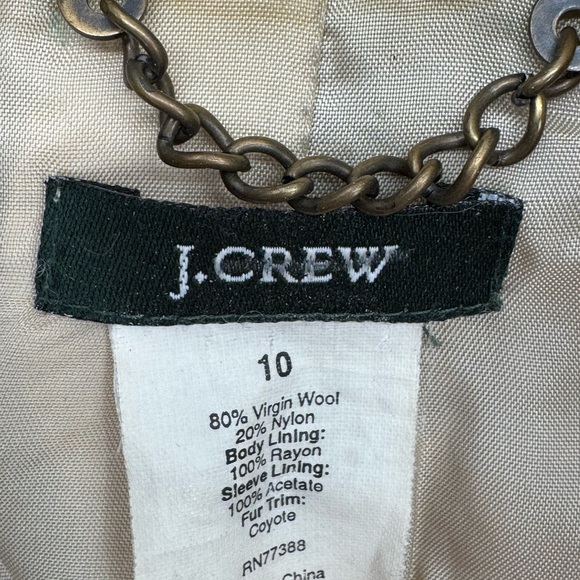 J.CREW
10
80% Virgin Wool
20% Nylon
Body Lining:
100% Rayon
Sleeve Lining:
100% Acetate
Fur Trim:
Coyote
RN77388
China